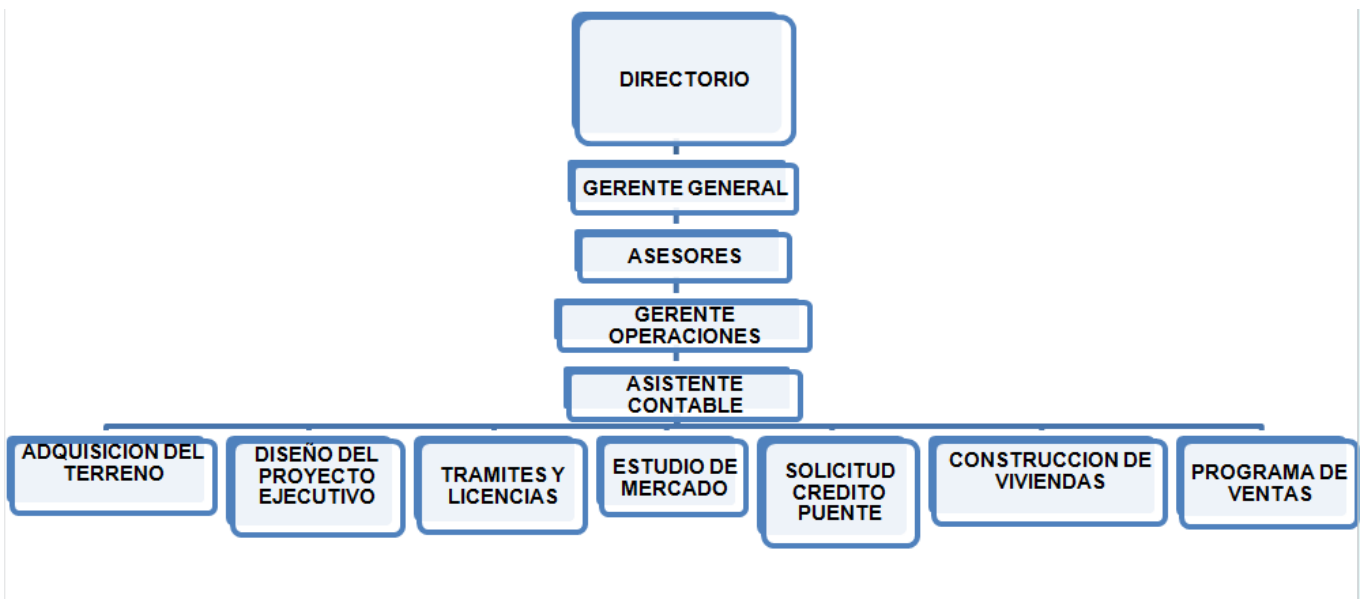 DIRECTORIO
GERENTE GENERAL
ASESORES
GERENTE
OPERACIONES
ASISTENTE
CONTABLE
ADQUISICION DEL
TERRENO
DISEÑO DEL
PROYECTO
EJECUTIVO
TRAMITES Y
LICENCIAS
ESTUDIO DE
MERCADO
SOLICITUD
CREDITO
PUENTE
CONSTRUCCION DE
VIVIENDAS
PROGRAMA DE
VENTAS